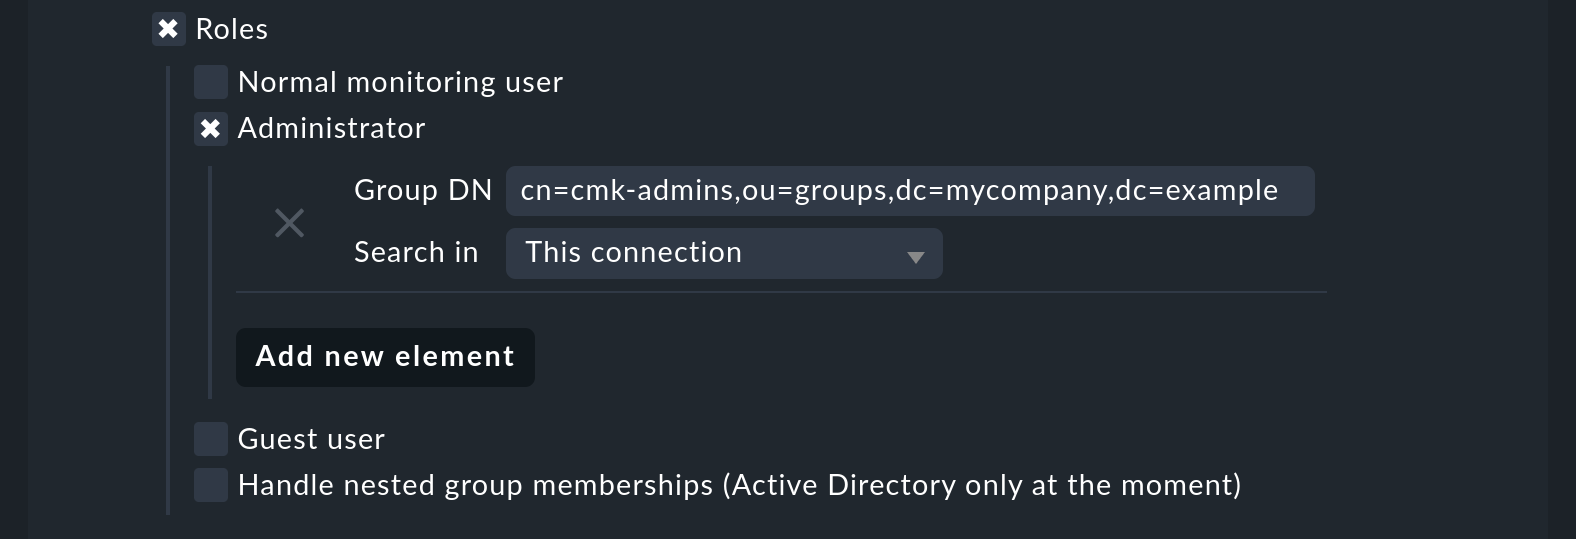 Roles
Normal monitoring user
Administrator
Group DN cn=cmk-admins,ou=groups,dc=mycompany,dc=example
Search in This connection
Add new element
Guest user
Handle nested group memberships (Active Directory only at the moment)